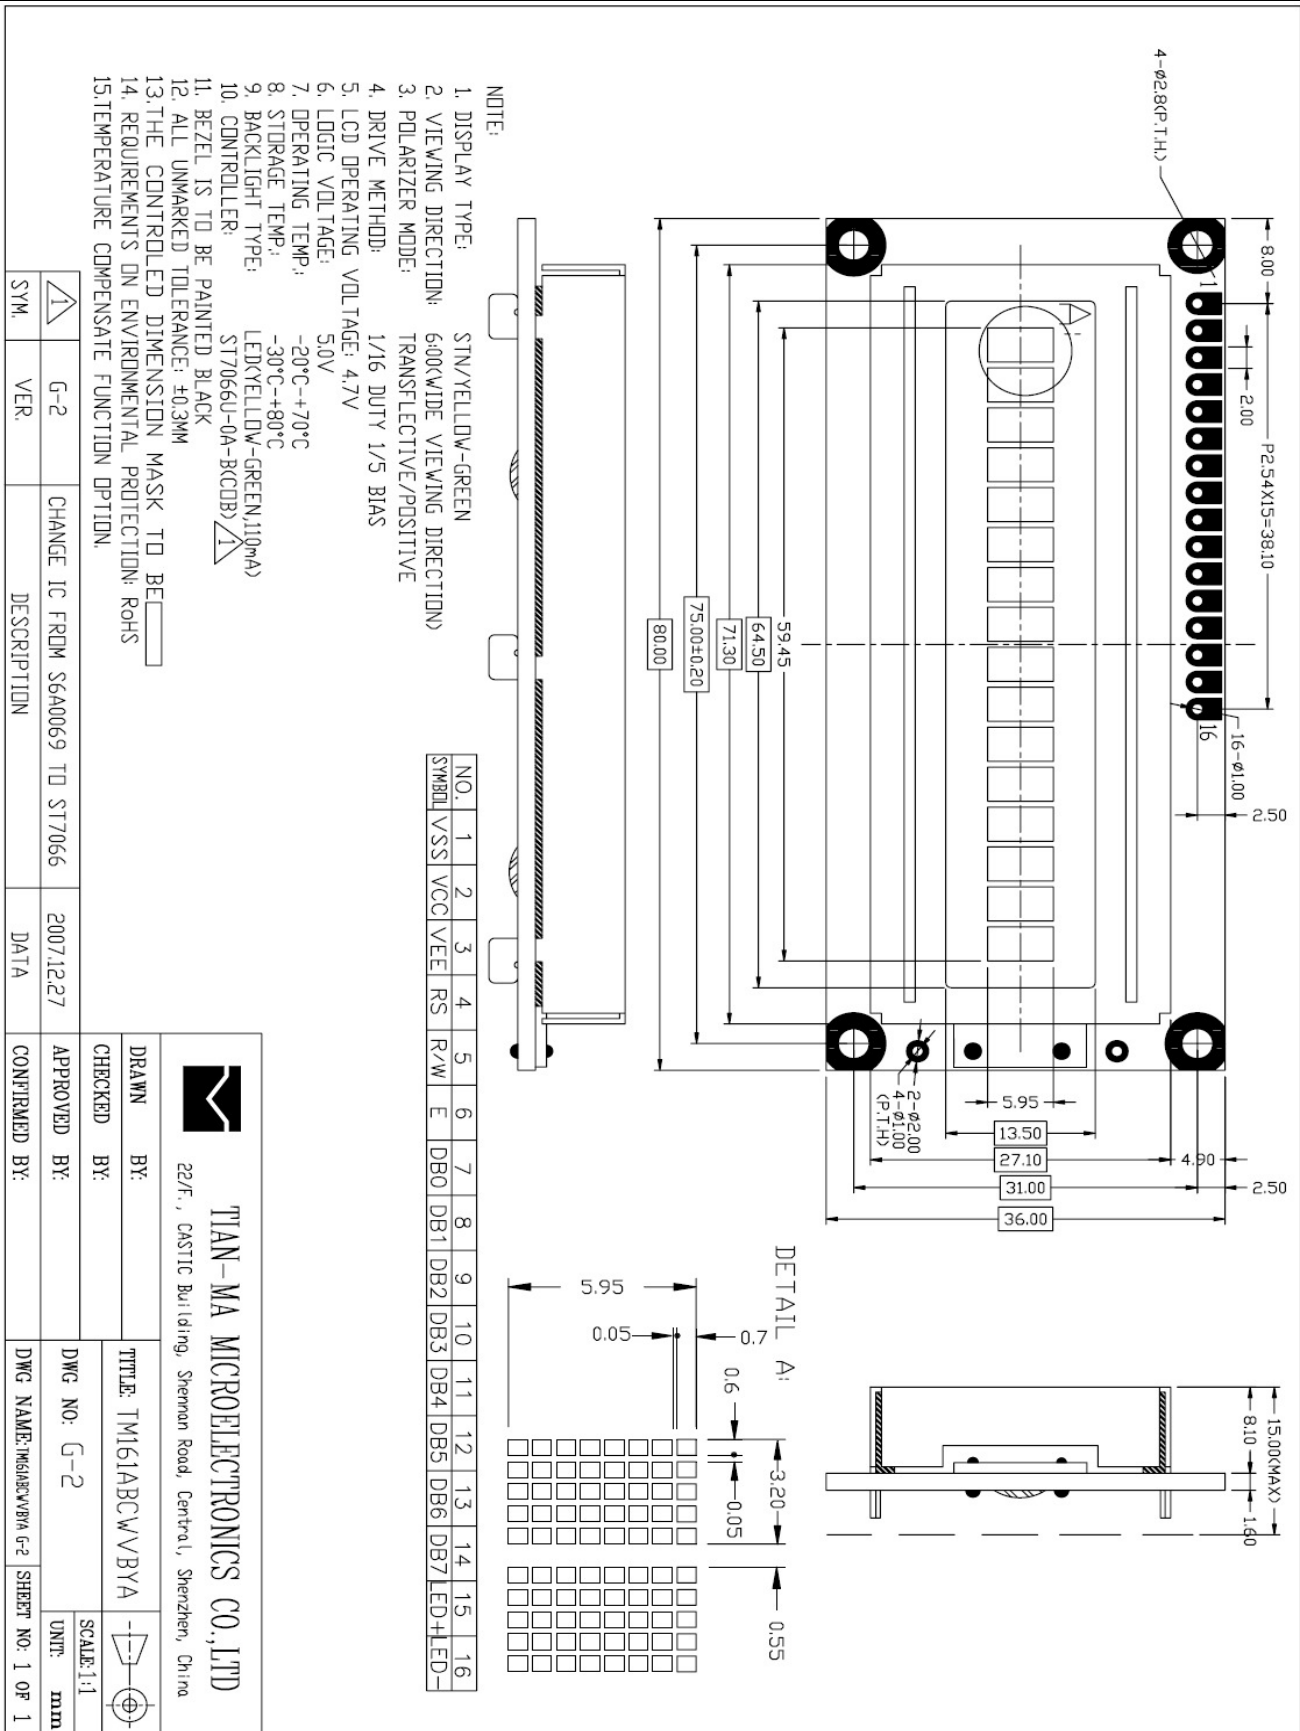 4-Ø2.8(P.T.H.)
8.00
2.00
P2.54X15=38.10
1
16
16-Ø1.00
2.50
59.45
64.50
71.30
75.00±0.20
80.00
2-Ø2.00
4-Ø1.00
(P.T.H)
5.95
13.50
27.10
4.90
31.00
2.50
36.00
A
15.00(MAX)
8.10
1.60
DETAIL A:
5.95
0.05
0.7
0.6
3.20
0.05
0.55
NOTE:
1. DISPLAY TYPE: STN/YELLOW-GREEN
2. VIEWING DIRECTION: 6:00(WIDE VIEWING DIRECTION)
3. POLARIZER MODE: TRANSFLECTIVE/POSITIVE
4. DRIVE METHOD: 1/16 DUTY 1/5 BIAS
5. LCD OPERATING VOLTAGE: 4.7V
6. LOGIC VOLTAGE: 5.0V
7. OPERATING TEMP.: -20°C-+70°C
8. STORAGE TEMP.: -30°C-+80°C
9. BACKLIGHT TYPE: LED(YELLOW-GREEN,110mA)
10. CONTROLLER: ST7066U-0A-B(COB) 1
11. BEZEL IS TO BE PAINTED BLACK
12. ALL UNMARKED TOLERANCE: ±0.3MM
13.THE CONTROLED DIMENSION MASK TO BE
14. REQUIREMENTS ON ENVIRONMENTAL PROTECTION: RoHS
15.TEMPERATURE COMPENSATE FUNCTION OPTION.
NO. 1 2 3 4 5 6 7 8 9 10 11 12 13 14 15 16
SYMBOL VSS VCC VEE RS R/W E DB0 DB1 DB2 DB3 DB4 DB5 DB6 DB7 LED+ LED-
1 G-2 CHANGE IC FROM S6A0069 TO ST7066 2007.12.27
SYM. VER. DESCRIPTION DATA
TIAN-MA MICROELECTRONICS CO.,LTD
22/F., CASTIC Building, Shennan Road, Central, Shenzhen, China
DRAWN BY:
CHECKED BY:
APPROVED BY:
CONFIRMED BY:
TITLE: TM161ABCWVBYA
DWG NO: G-2
SCALE:1:1
UNIT: mm
DWG NAME:TM161ABCWVBYA G-2
SHEET NO: 1 OF 1